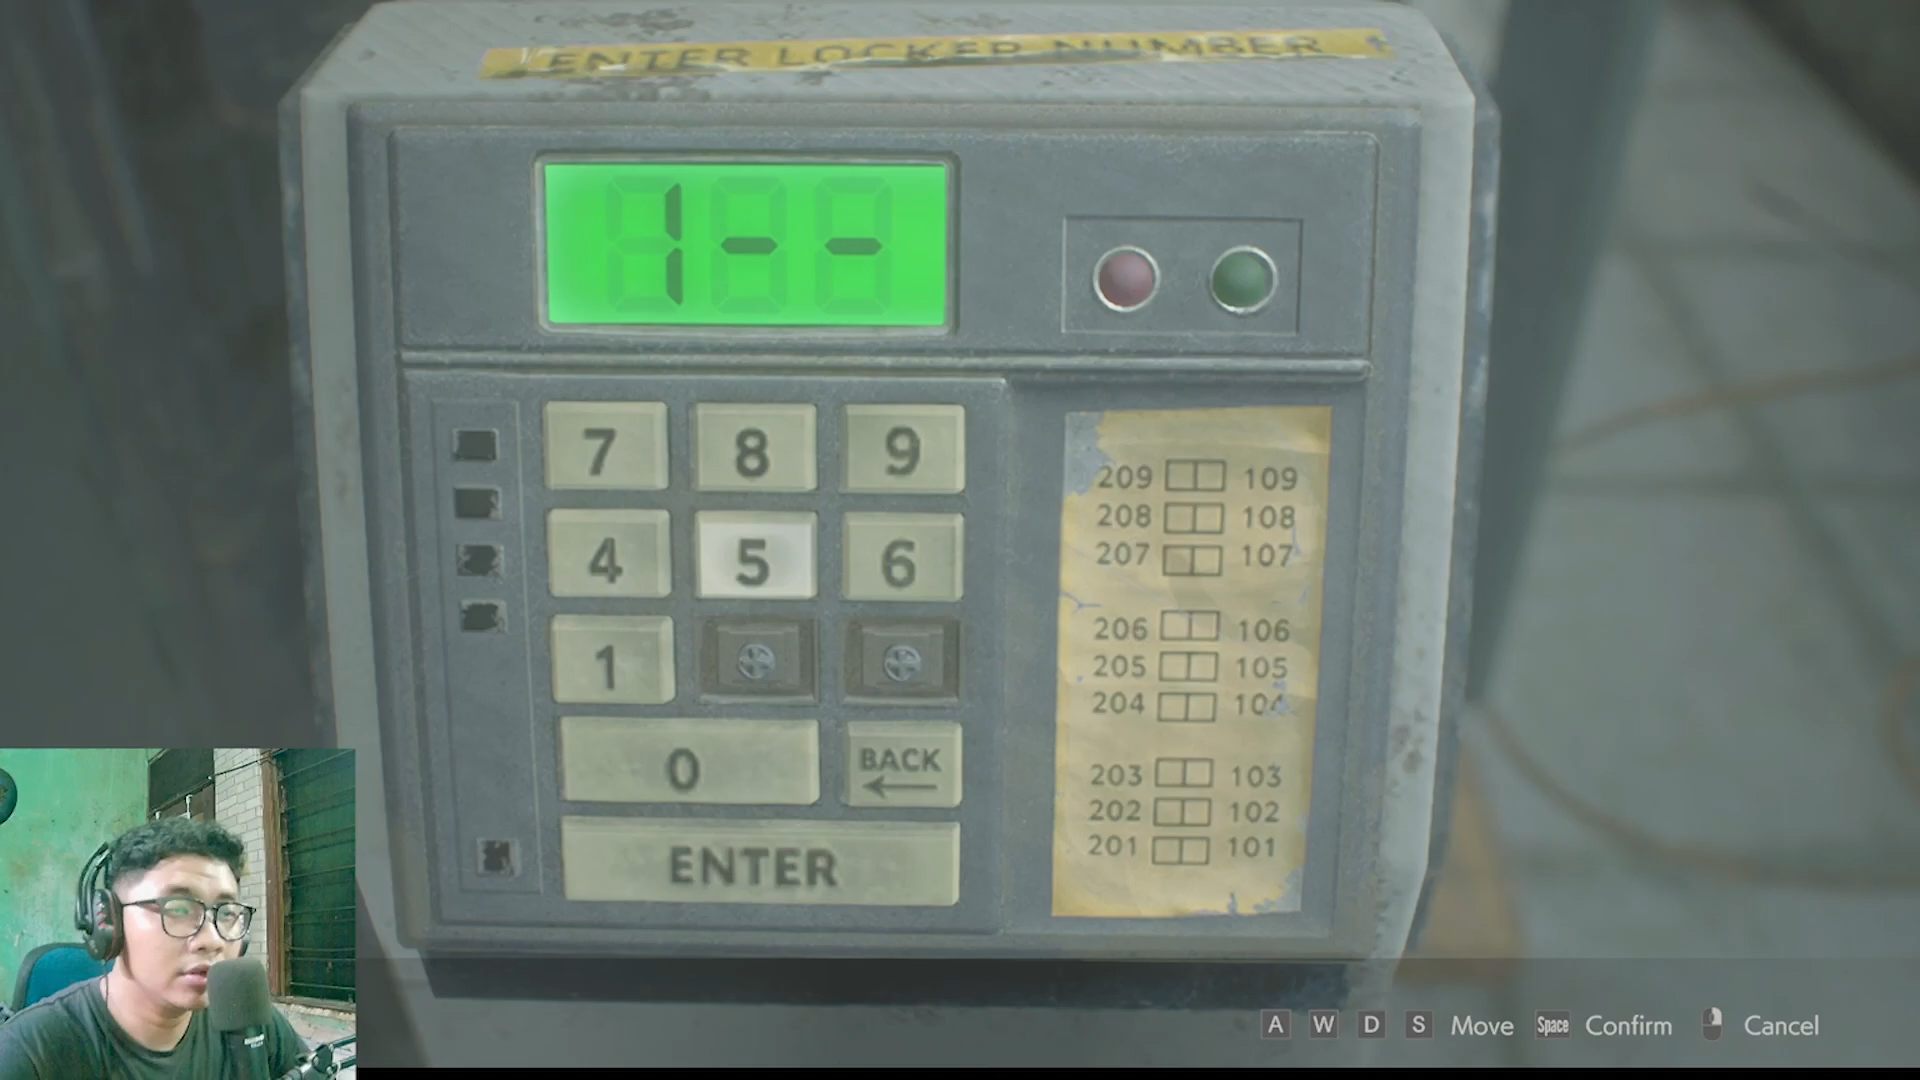 ENTER LOCKER NUMBER
1--
7 8 9
4 5 6
1
0 BACK
ENTER
209 109
208 108
207 107
206 106
205 105
204 104
203 103
202 102
201 101
A W D S Move Space Confirm Cancel